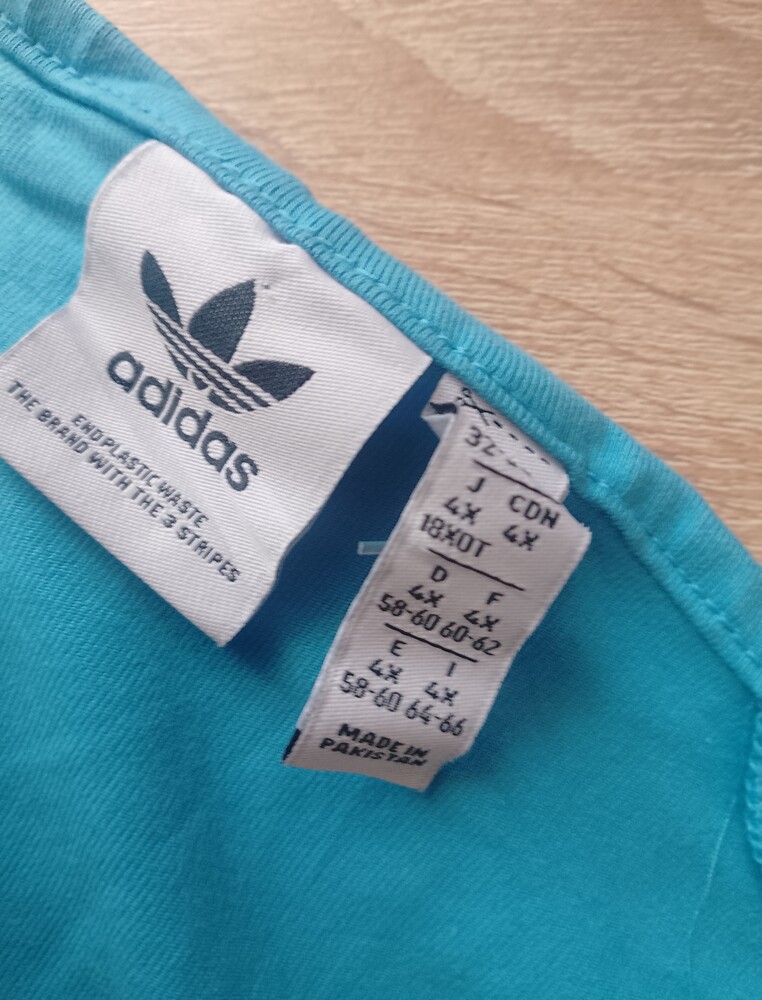 adidas
END PLASTIC WASTE
THE BRAND WITH THE 3 STRIPES
J CDN
4X 4X
18XOT
D F
4X 4X
58-60 60-62
E I
4X 4X
58-60 64-66
MADE IN
PAKISTAN